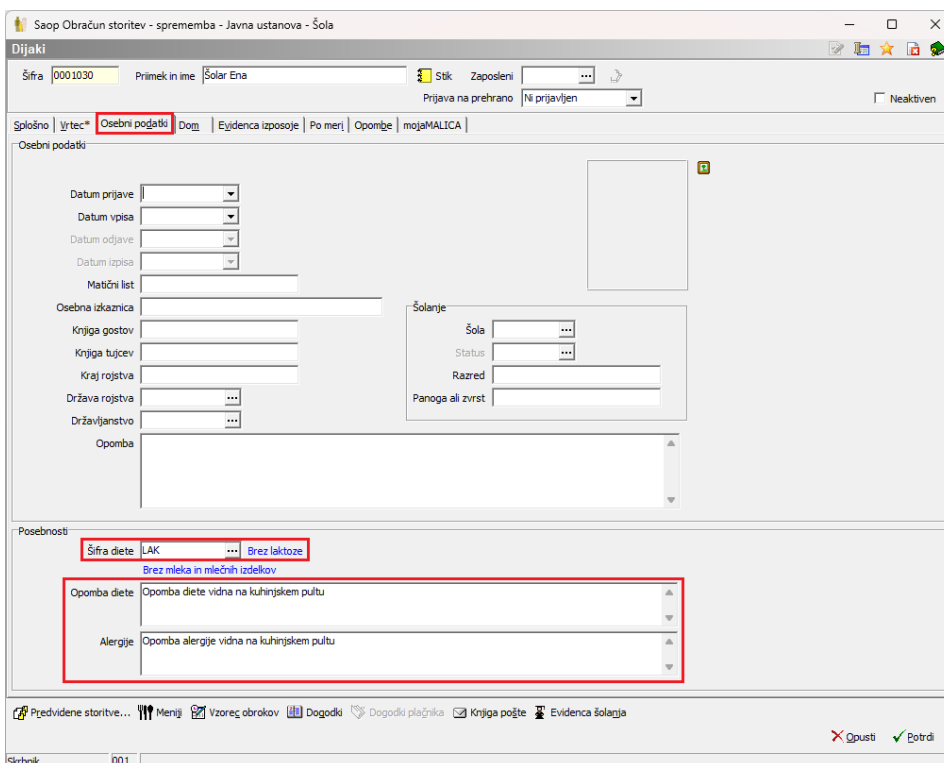 Saop Obračun storitev - sprememba - Javna ustanova - Šola
Dijaki
Šifra 0001030 Priimek in ime Šolar Ena Stik Zaposleni ...
Prijava na prehrano Ni prijavljen Neaktiven
Splošno Vrtec* Osebni podatki Dom Evidenca izposoje Po meri Opombe mojaMALICA
Osebni podatki
Datum prijave
Datum vpisa
Datum odjave
Datum izpisa
Matični list
Osebna izkaznica Šolanje
Knjiga gostov Šola ...
Knjiga tujcev Status ...
Kraj rojstva Razred
Država rojstva ... Panoga ali zvrst
Državljanstvo ...
Opomba
Posebnosti
Šifra diete LAK ... Brez laktoze
Brez mleka in mlečnih izdelkov
Opomba diete Opomba diete vidna na kuhinjskem pultu
Alergije Opomba alergije vidna na kuhinjskem pultu
Predvidene storitve... Meniji Vzorec obrokov Dogodki Dogodki plačnika Knjiga pošte Evidenca šolanja
Opusti Potrdi
Skrbnik 001